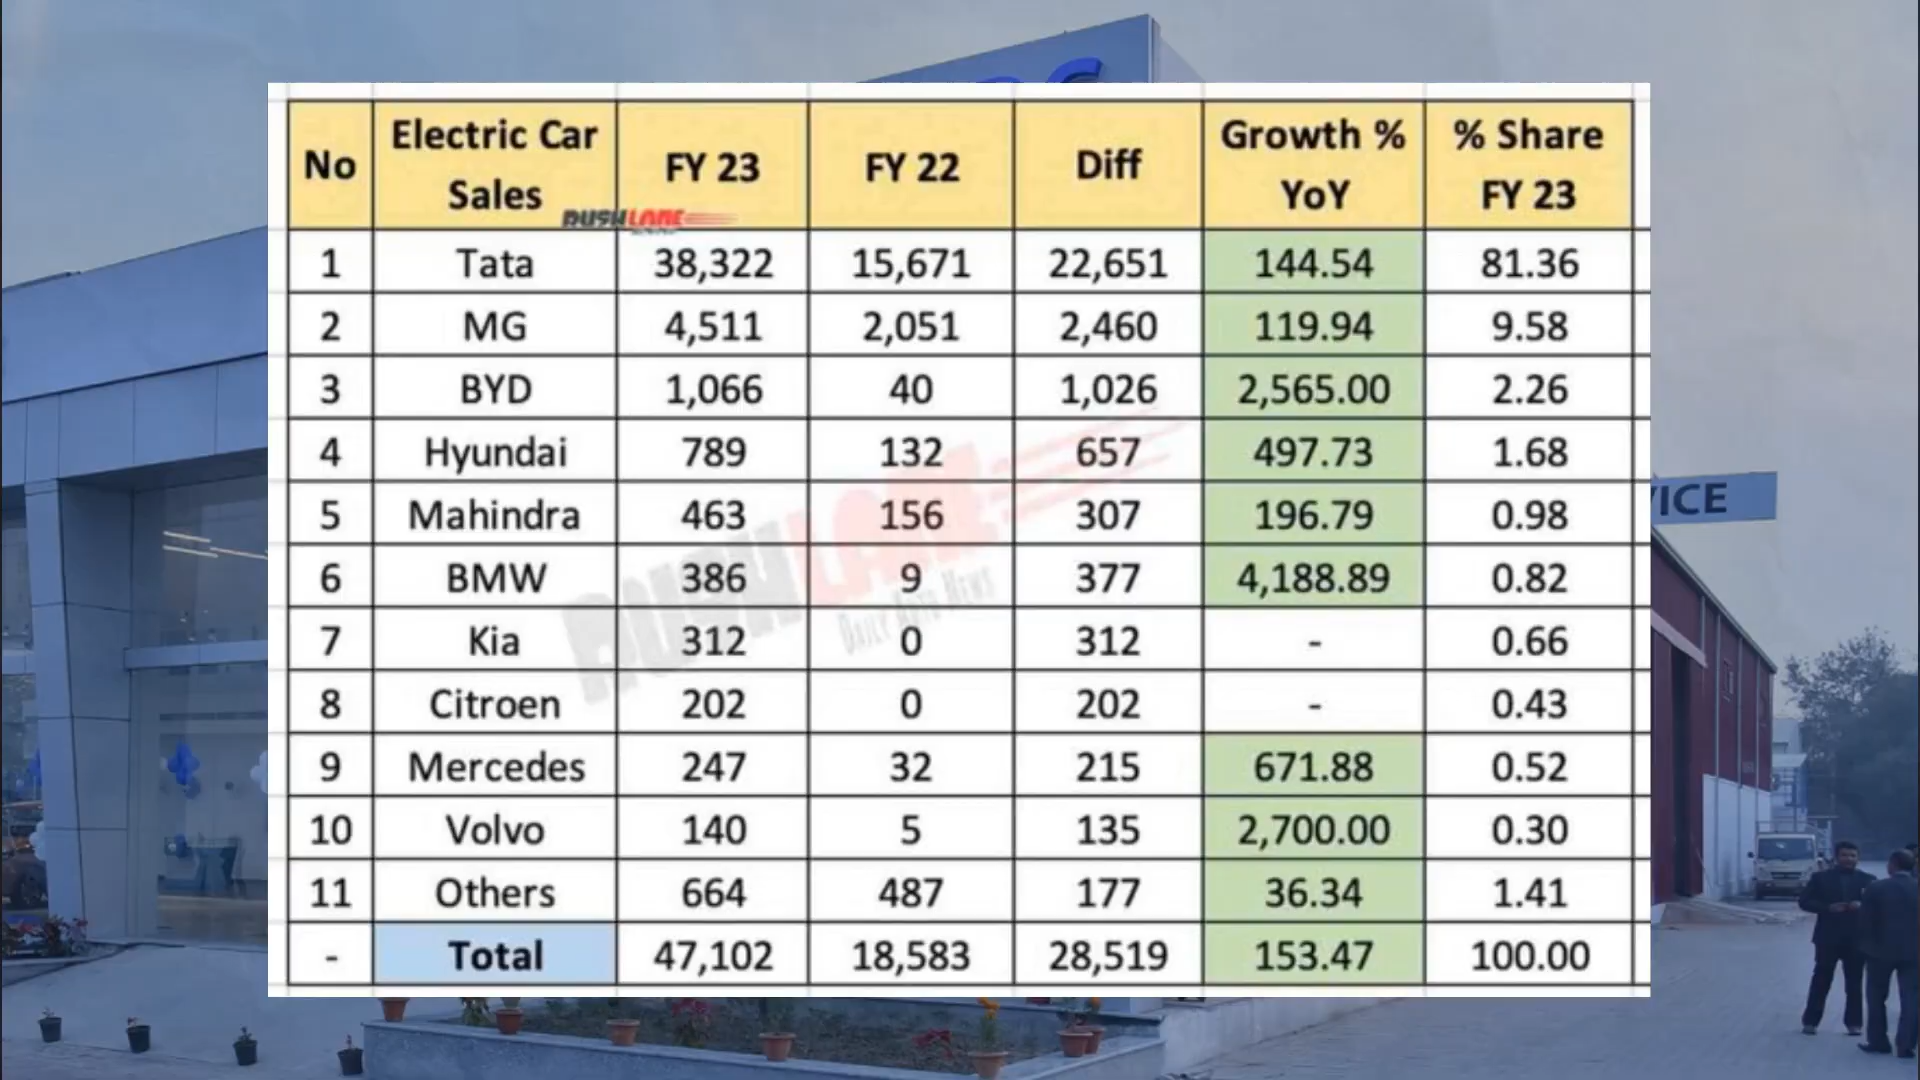 No Electric Car Sales FY 23 FY 22 Diff Growth % YoY % Share FY 23
RUSHLANE
1 Tata 38,322 15,671 22,651 144.54 81.36
2 MG 4,511 2,051 2,460 119.94 9.58
3 BYD 1,066 40 1,026 2,565.00 2.26
4 Hyundai 789 132 657 497.73 1.68
5 Mahindra 463 156 307 196.79 0.98
6 BMW 386 9 377 4,188.89 0.82
7 Kia 312 0 312 - 0.66
8 Citroen 202 0 202 - 0.43
9 Mercedes 247 32 215 671.88 0.52
10 Volvo 140 5 135 2,700.00 0.30
11 Others 664 487 177 36.34 1.41
- Total 47,102 18,583 28,519 153.47 100.00
RUSHLANE
DAILY AUTO NEWS